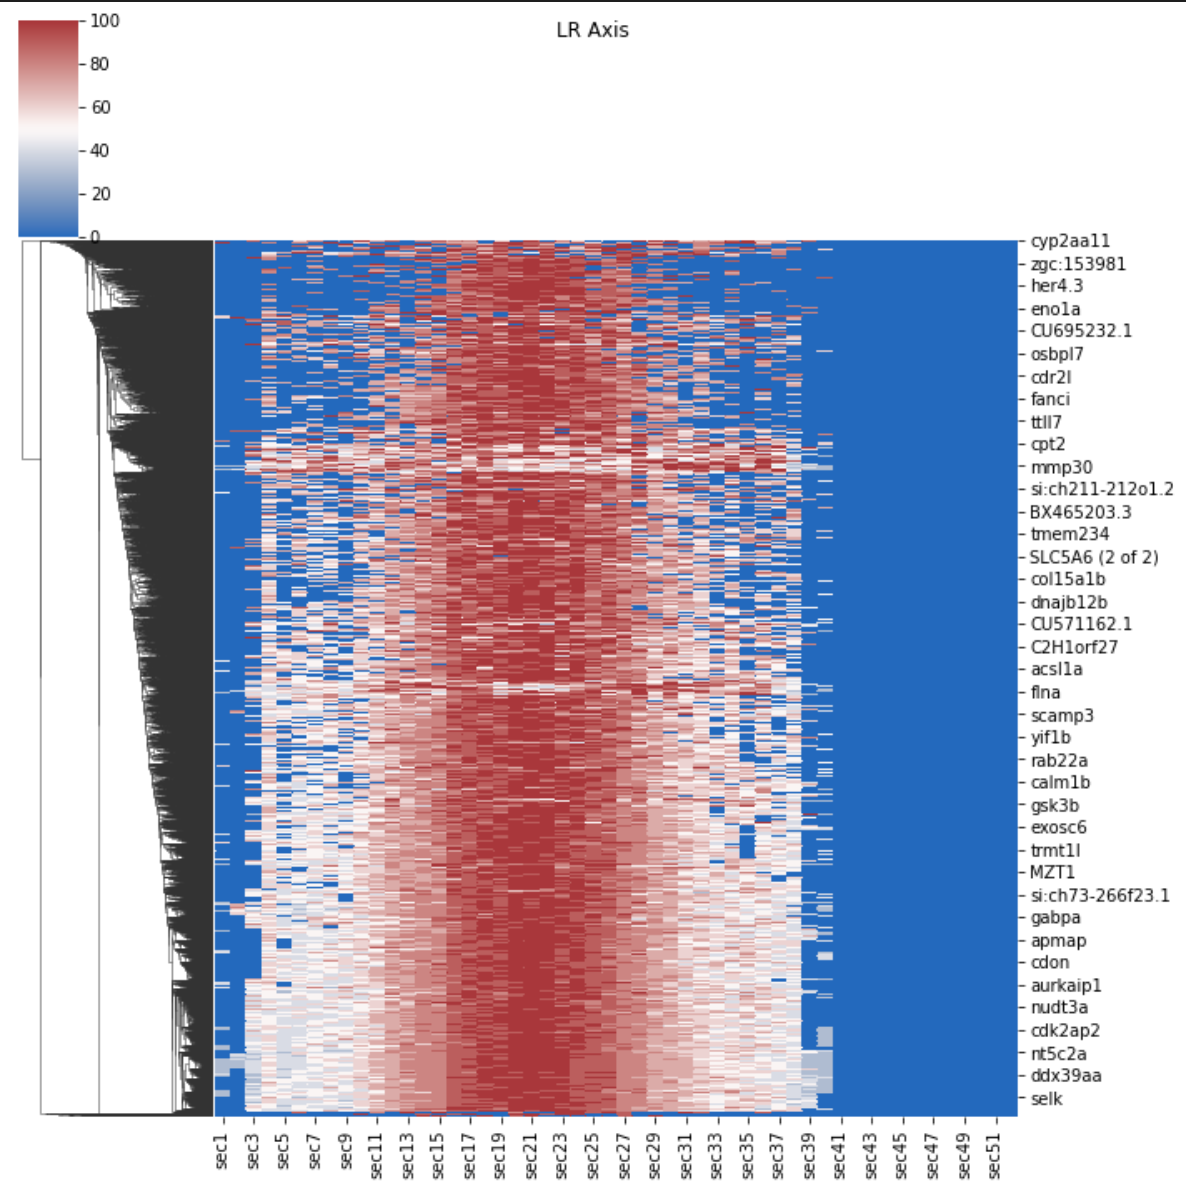 LR Axis
100
80
60
40
20
0
cyp2aa11
zgc:153981
her4.3
eno1a
CU695232.1
osbpl7
cdr2l
fanci
ttll7
cpt2
mmp30
si:ch211-212o1.2
BX465203.3
tmem234
SLC5A6 (2 of 2)
col15a1b
dnajb12b
CU571162.1
C2H1orf27
acsl1a
flna
scamp3
yif1b
rab22a
calm1b
gsk3b
exosc6
trmt1l
MZT1
si:ch73-266f23.1
gabpa
apmap
cdon
aurkaip1
nudt3a
cdk2ap2
nt5c2a
ddx39aa
selk
sec1
sec3
sec5
sec7
sec9
sec11
sec13
sec15
sec17
sec19
sec21
sec23
sec25
sec27
sec29
sec31
sec33
sec35
sec37
sec39
sec41
sec43
sec45
sec47
sec49
sec51